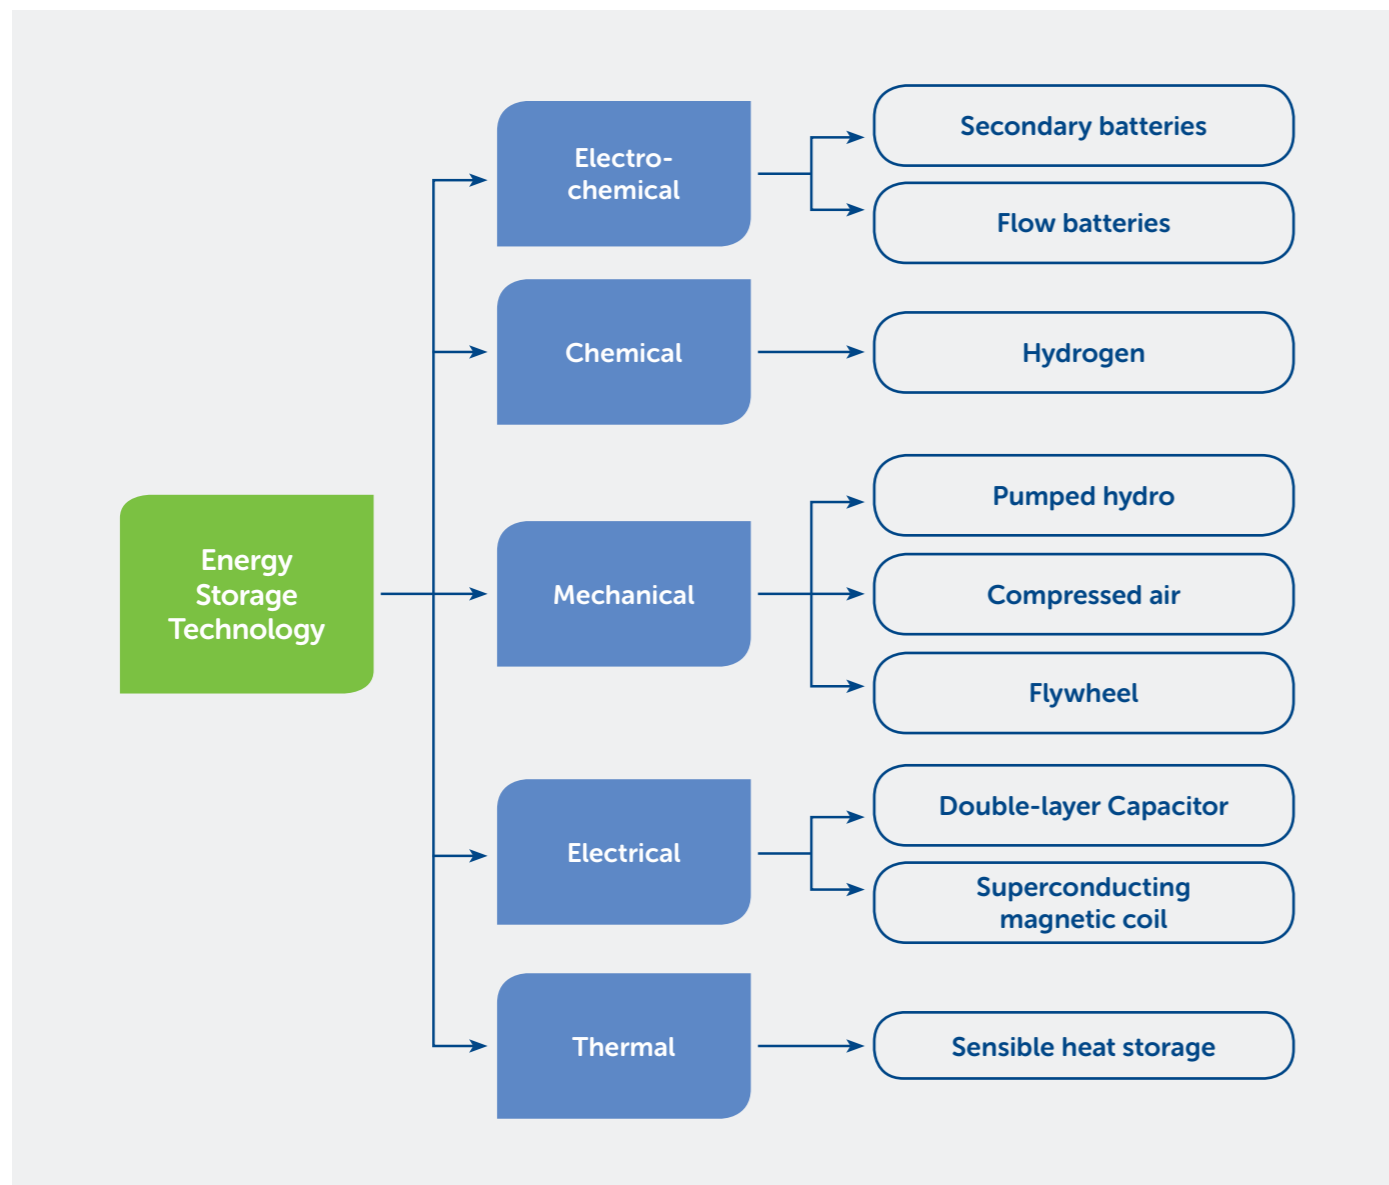 Energy
Storage
Technology
Electro-
chemical
Secondary batteries
Flow batteries
Chemical
Hydrogen
Mechanical
Pumped hydro
Compressed air
Flywheel
Electrical
Double-layer Capacitor
Superconducting
magnetic coil
Thermal
Sensible heat storage